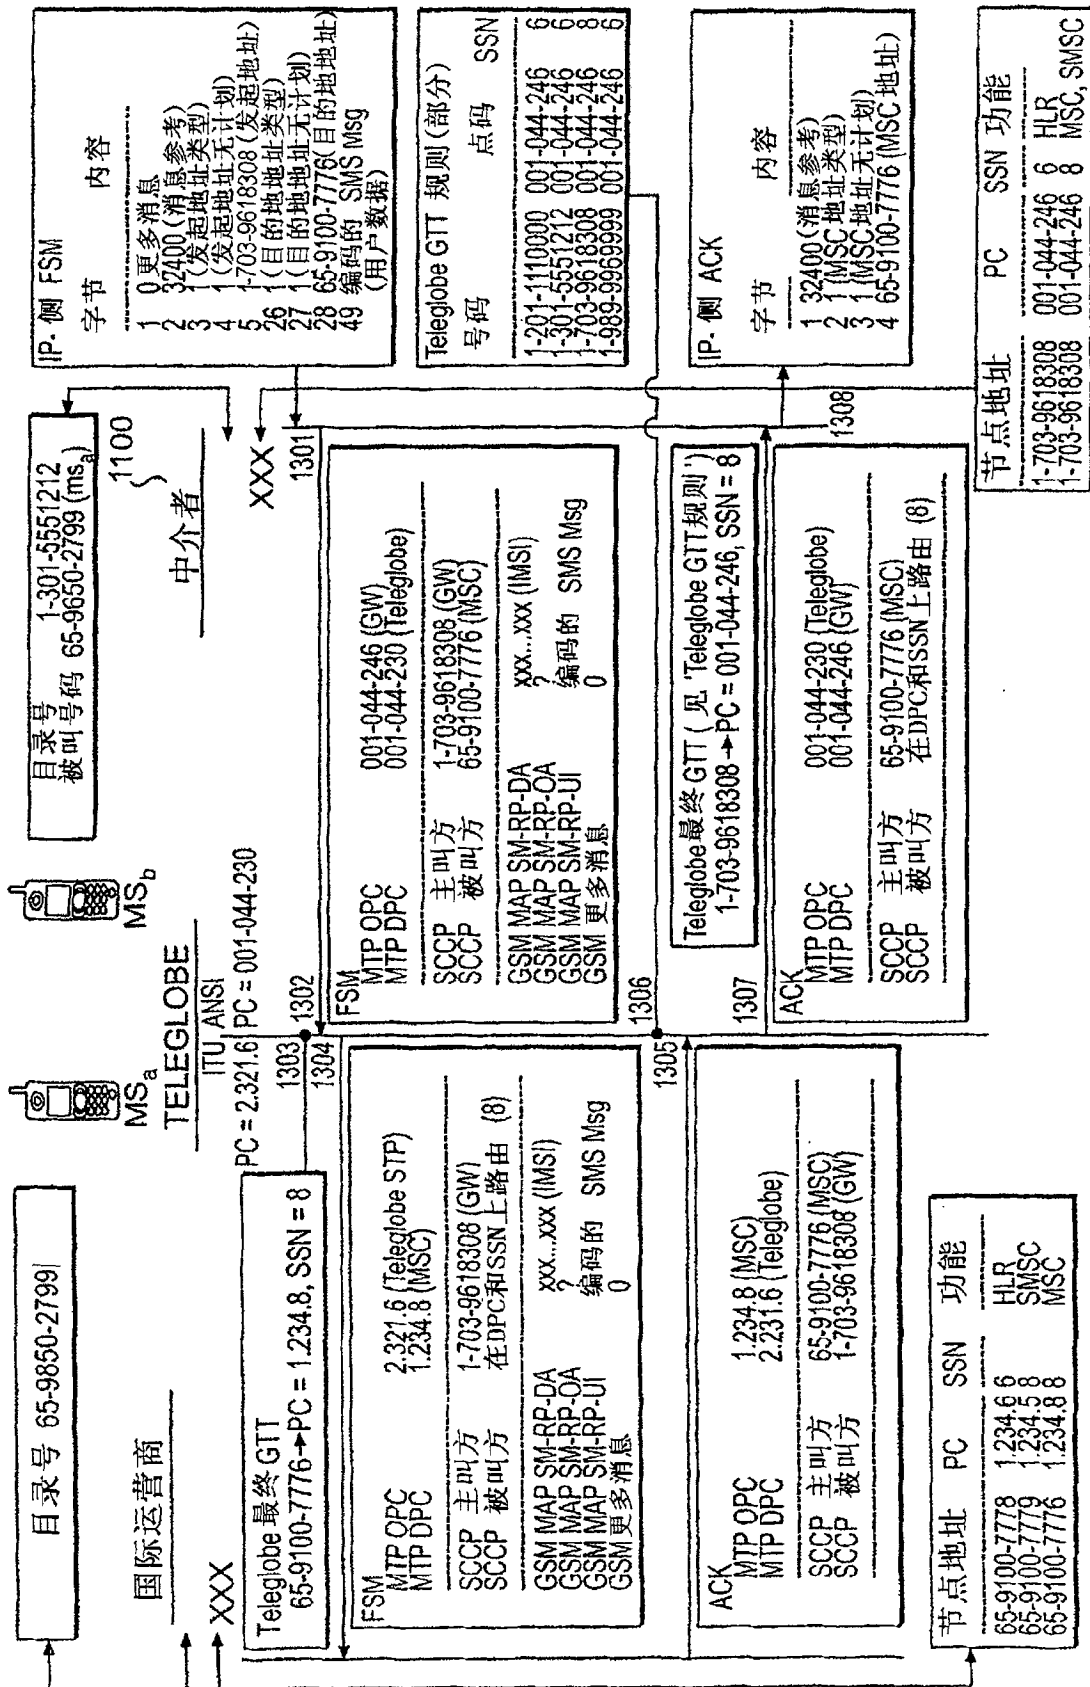 目录号 65-9850-2799
国际运营商
XXX
MSa
MSb
TELEGLOBE
ITU ANSI
PC = 2.321.6 PC = 001-044-230
目录号 1-301-5551212
被叫号码 65-9650-2799 (msa)
1100
中介者
XXX
Teleglobe 最终 GTT
65-9100-7776→PC = 1.234.8, SSN = 8
1303
1302
1304
1301
FSM
MTP OPC 2.321.6 (Teleglobe STP)
MTP DPC 1.234.8 (MSC)
SCCP 主叫方 1-703-9618308 (GW)
SCCP 被叫方 在DPC和SSN上路由 (8)
GSM MAP SM-RP-DA xxx...xxx (IMSI)
GSM MAP SM-RP-OA ?
GSM MAP SM-RP-UI 编码的 SMS Msg
GSM 更多消息 0
FSM
MTP OPC 001-044-246 (GW)
MTP DPC 001-044-230 (Teleglobe)
SCCP 主叫方 1-703-9618308 (GW)
SCCP 被叫方 65-9100-7776 (MSC)
GSM MAP SM-RP-DA xxx...xxx (IMSI)
GSM MAP SM-RP-OA ?
GSM MAP SM-RP-UI 编码的 SMS Msg
GSM 更多消息 0
IP- 侧 FSM
字节 内容
1 0 更多消息
2 32400 (消息参考)
3 1 (发起地址类型)
4 1 (发起地址无计划)
5 1-703-9618308 (发起地址)
26 1 (目的地地址类型)
27 1 (目的地地址无计划)
28 65-9100-7776 (目的地地址)
49 编码的 SMS Msg
(用户数据)
Teleglobe GTT 规则 (部分)
号码 点码 SSN
1-201-1110000 001-044-246 6
1-301-5551212 001-044-246 6
1-703-9618308 001-044-246 8
1-989-9969999 001-044-246 6
1305
1306
Teleglobe 最终 GTT ( 见 'Teleglobe GTT 规则 ')
1-703-9618308→PC = 001-044-246, SSN = 8
1307
1308
ACK
MTP OPC 1.234.8 (MSC)
MTP DPC 2.231.6 (Teleglobe)
SCCP 主叫方 65-9100-7776 (MSC)
SCCP 被叫方 1-703-9618308 (GW)
ACK
MTP OPC 001-044-230 (Teleglobe)
MTP DPC 001-044-246 (GW)
SCCP 主叫方 65-9100-7776 (MSC)
SCCP 被叫方 在DPC和SSN上路由 (8)
IP- 侧 ACK
字节 内容
1 32400 (消息参考)
2 1 (MSC 地址类型)
3 1 (MSC 地址无计划)
4 65-9100-7776 (MSC 地址)
节点地址 PC SSN 功能
65-9100-7778 1.234.6 6 HLR
65-9100-7779 1.234.5 8 SMSC
65-9100-7776 1.234.8 8 MSC
节点地址 PC SSN 功能
1-703-9618308 001-044-246 6 HLR
1-703-9618308 001-044-246 8 MSC, SMSC